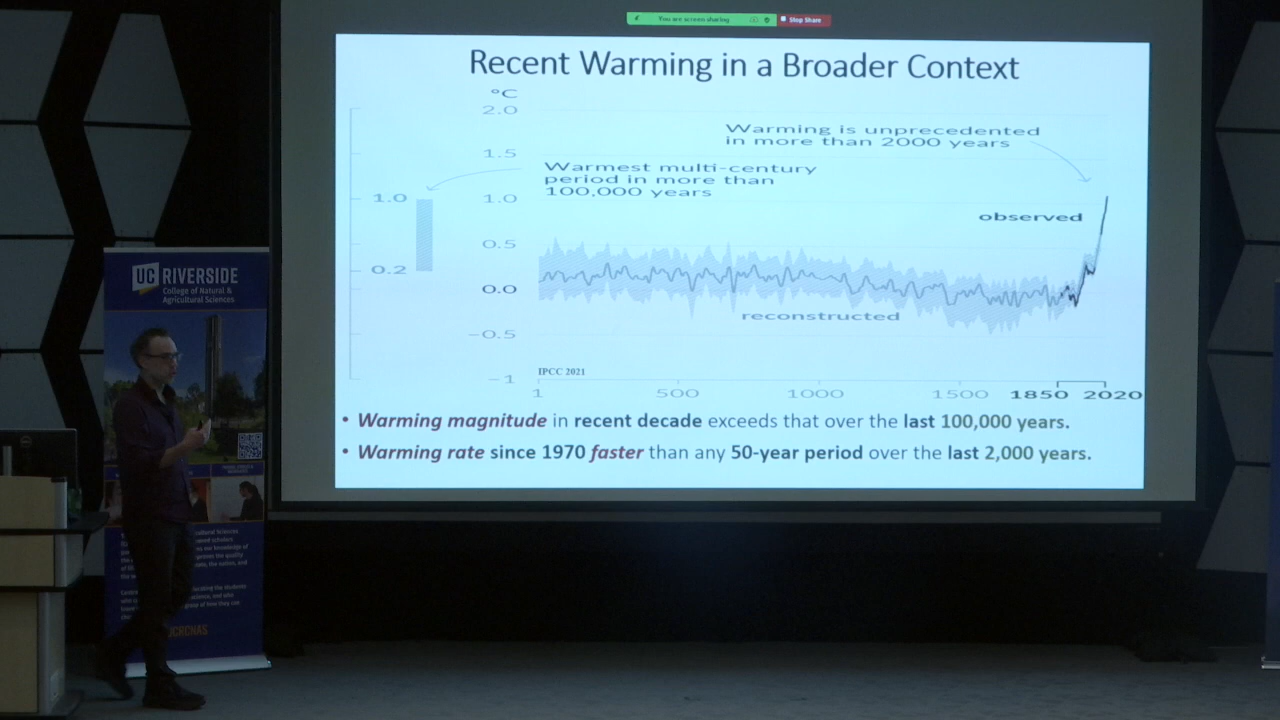 You are screen sharing
Stop Share
Recent Warming in a Broader Context
°C
2.0
1.5
1.0
0.5
0.0
−0.5
−1
1.0
0.2
Warming is unprecedented
in more than 2000 years
Warmest multi-century
period in more than
100,000 years
observed
reconstructed
IPCC 2021
1 500 1000 1500 1850 2020
• Warming magnitude in recent decade exceeds that over the last 100,000 years.
• Warming rate since 1970 faster than any 50-year period over the last 2,000 years.
UC RIVERSIDE
College of Natural &
Agricultural Sciences